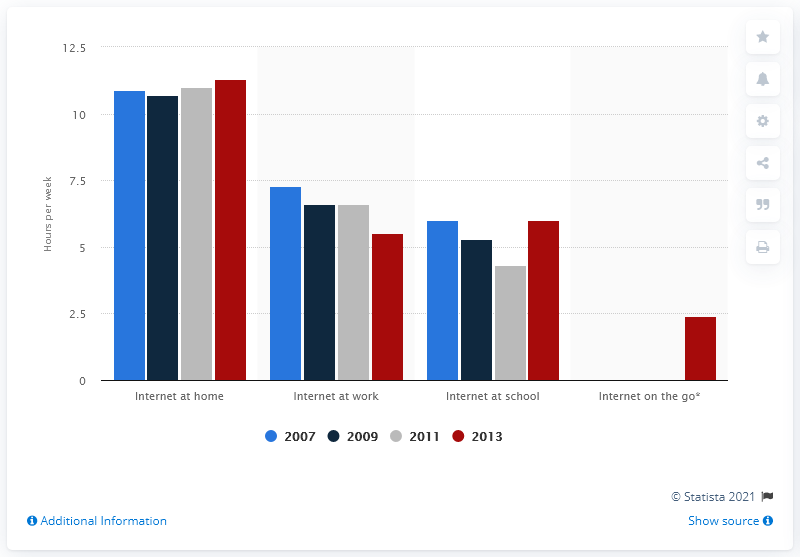 12.5
10
7.5
5
2.5
0
Hours per week
Internet at home
Internet at work
Internet at school
Internet on the go*
2007
2009
2011
2013
© Statista 2021
Additional Information
Show source